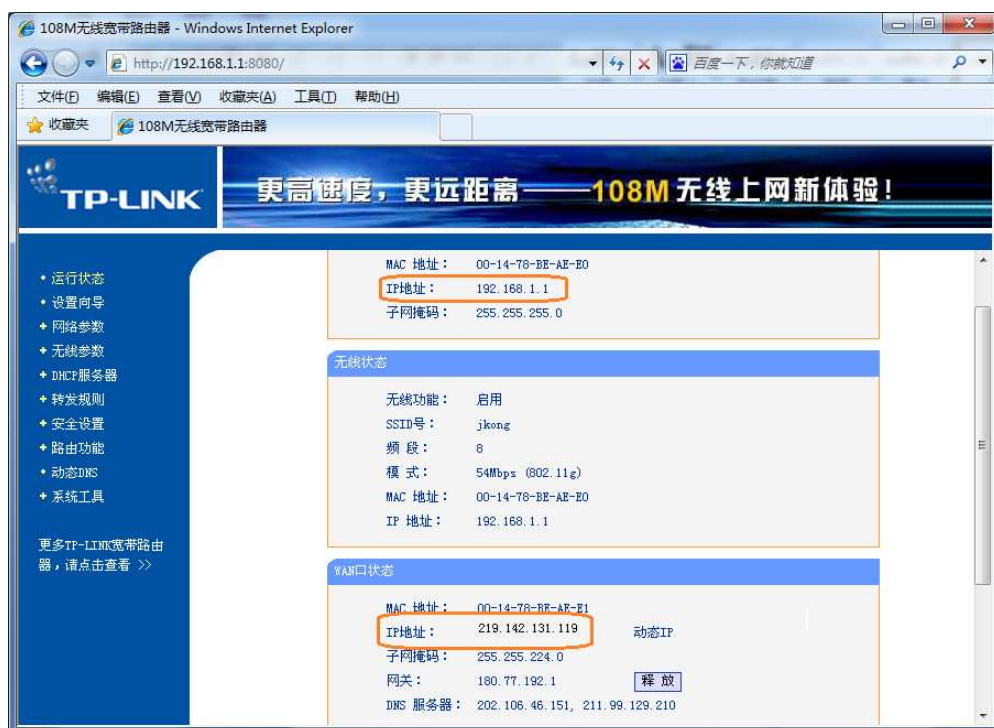 108M无线宽带路由器 - Windows Internet Explorer
http://192.168.1.1:8080/
百度一下，你就知道
文件(F) 编辑(E) 查看(V) 收藏夹(A) 工具(T) 帮助(H)
收藏夹 108M无线宽带路由器
TP-LINK 更高速度，更远距离——108M 无线上网新体验！
• 运行状态
• 设置向导
+ 网络参数
+ 无线参数
+ DHCP服务器
+ 转发规则
+ 安全设置
+ 路由功能
• 动态DNS
+ 系统工具
更多TP-LINK宽带路由
器，请点击查看 >>
MAC 地址： 00-14-78-BE-AE-E0
IP地址： 192.168.1.1
子网掩码： 255.255.255.0
无线状态
无线功能： 启用
SSID号： jkong
频 段： 8
模 式： 54Mbps (802.11g)
MAC 地址： 00-14-78-BE-AE-E0
IP 地址： 192.168.1.1
WAN口状态
MAC 地址： 00-14-78-BE-AE-E1
IP地址： 219.142.131.119 动态IP
子网掩码： 255.255.224.0
网关： 180.77.192.1 释 放
DNS 服务器： 202.106.46.151, 211.99.129.210